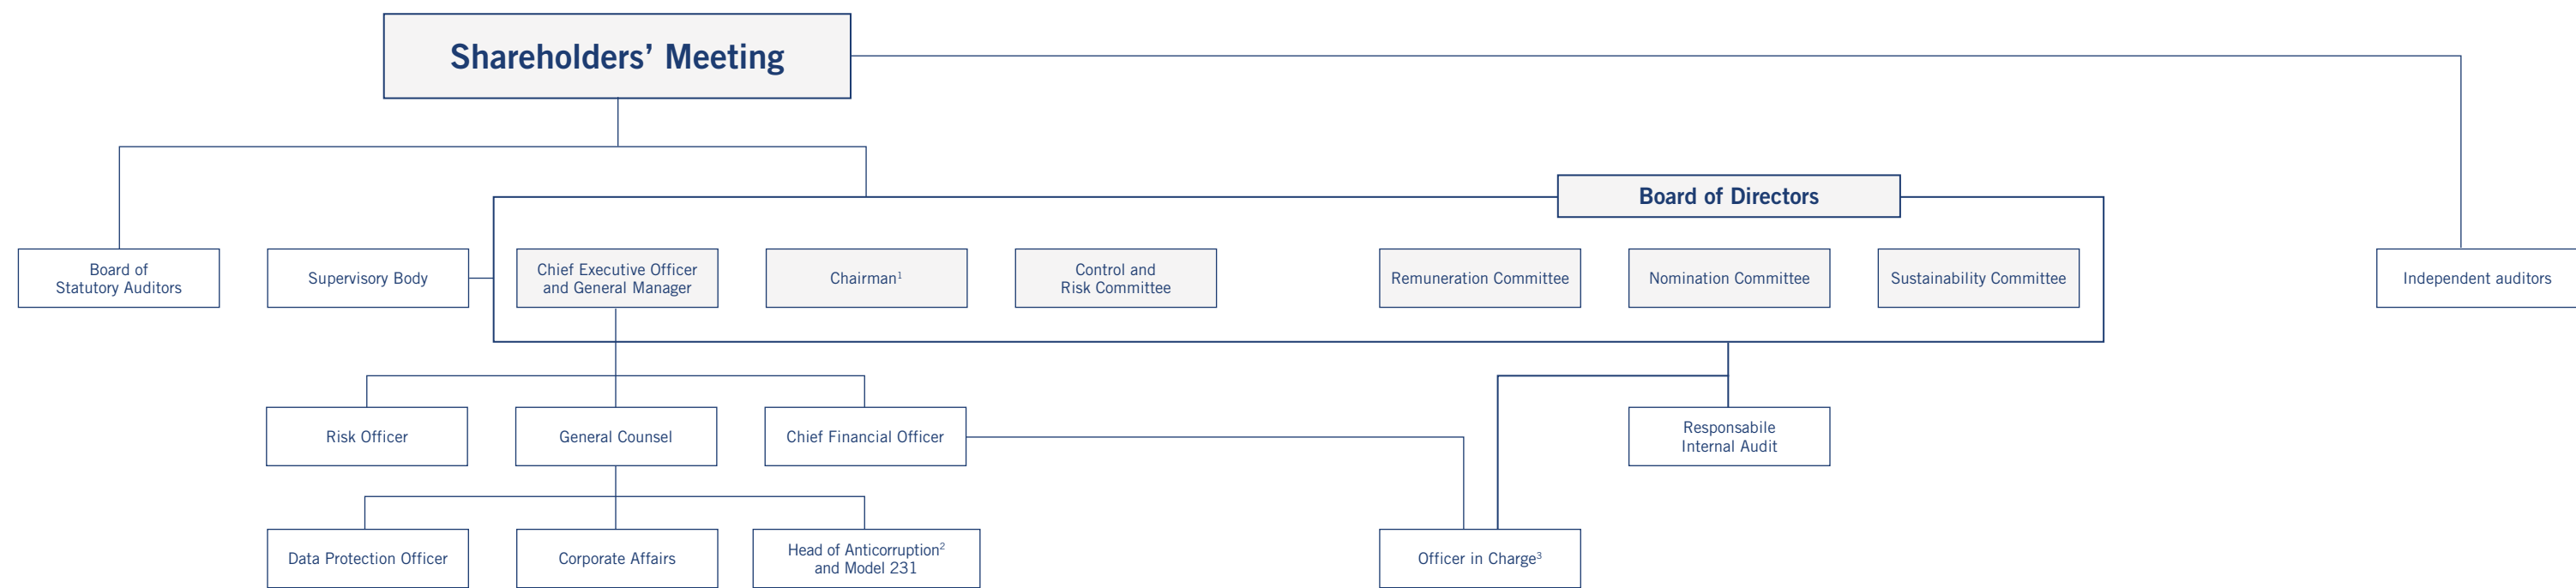 Shareholders’ Meeting
Board of Directors
Board of
Statutory Auditors
Supervisory Body
Chief Executive Officer
and General Manager
Chairman¹
Control and
Risk Committee
Remuneration Committee
Nomination Committee
Sustainability Committee
Independent auditors
Risk Officer
General Counsel
Chief Financial Officer
Responsabile
Internal Audit
Data Protection Officer
Corporate Affairs
Head of Anticorruption²
and Model 231
Officer in Charge³